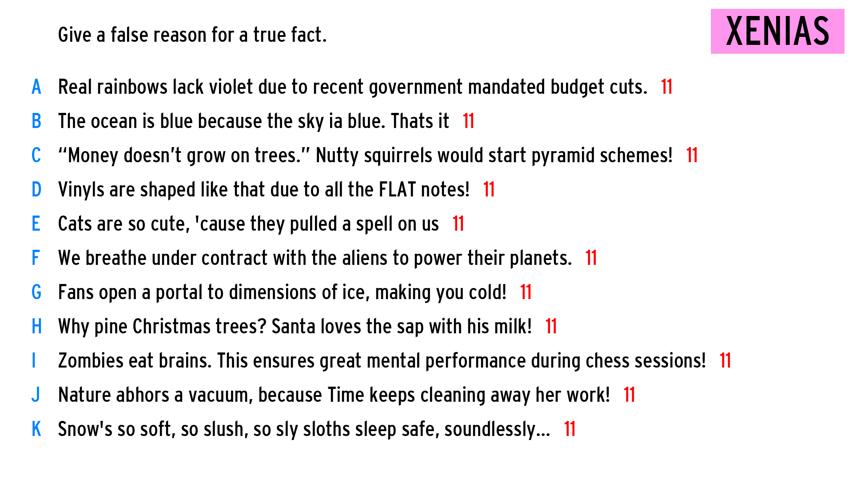 Give a false reason for a true fact.
XENIAS
A Real rainbows lack violet due to recent government mandated budget cuts. 11
B The ocean is blue because the sky ia blue. Thats it 11
C “Money doesn’t grow on trees.” Nutty squirrels would start pyramid schemes! 11
D Vinyls are shaped like that due to all the FLAT notes! 11
E Cats are so cute, 'cause they pulled a spell on us 11
F We breathe under contract with the aliens to power their planets. 11
G Fans open a portal to dimensions of ice, making you cold! 11
H Why pine Christmas trees? Santa loves the sap with his milk! 11
I Zombies eat brains. This ensures great mental performance during chess sessions! 11
J Nature abhors a vacuum, because Time keeps cleaning away her work! 11
K Snow's so soft, so slush, so sly sloths sleep safe, soundlessly... 11